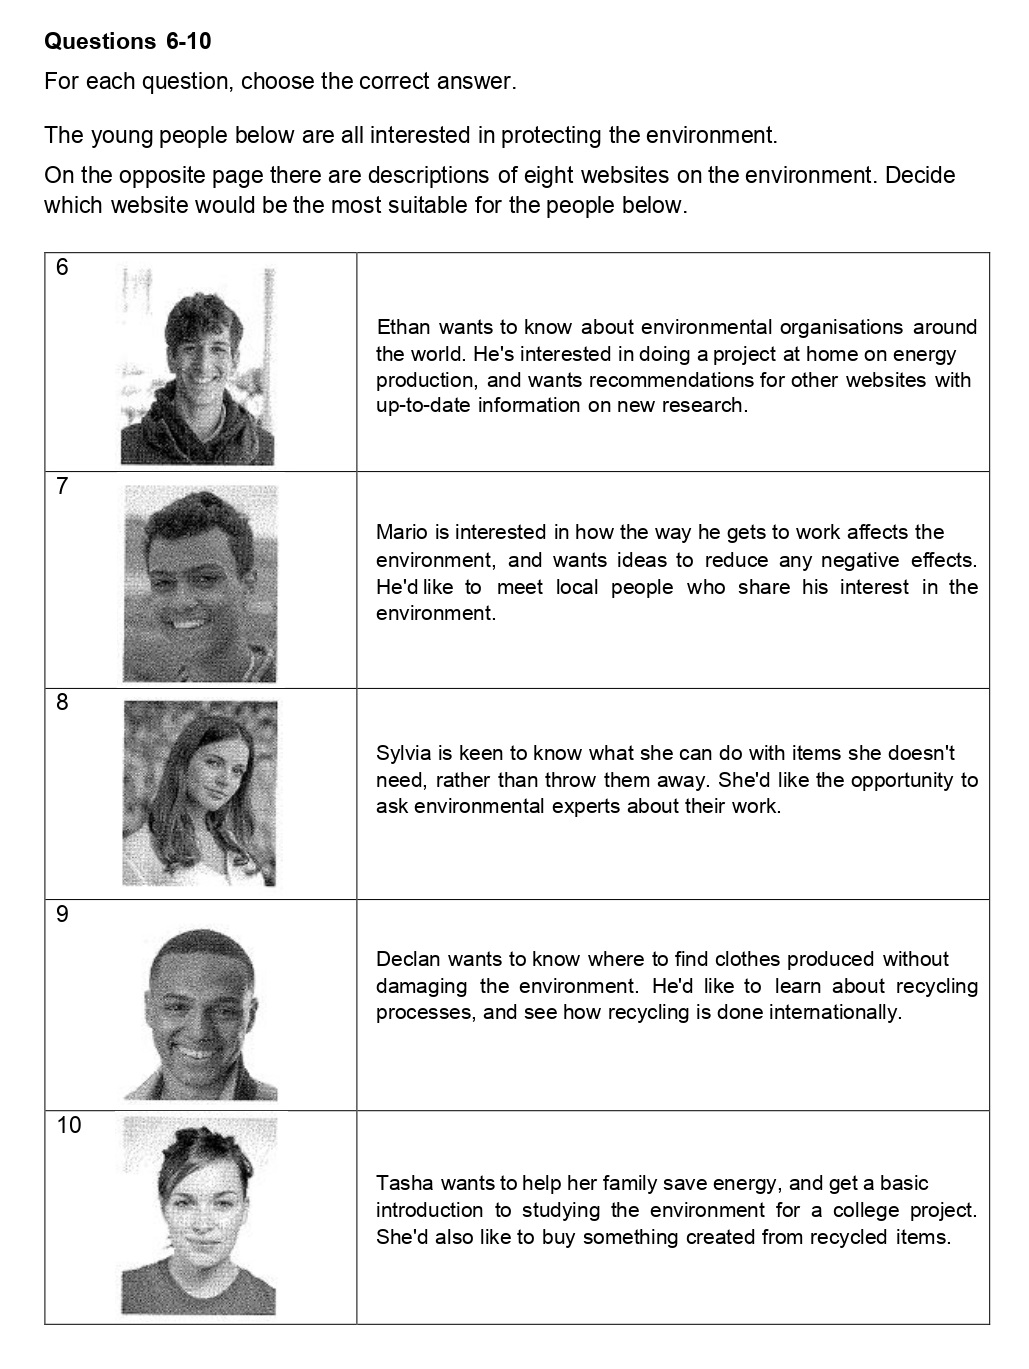 Questions 6-10
For each question, choose the correct answer.
The young people below are all interested in protecting the environment.
On the opposite page there are descriptions of eight websites on the environment. Decide
which website would be the most suitable for the people below.
6
Ethan wants to know about environmental organisations around
the world. He's interested in doing a project at home on energy
production, and wants recommendations for other websites with
up-to-date information on new research.
7
Mario is interested in how the way he gets to work affects the
environment, and wants ideas to reduce any negative effects.
He'd like to meet local people who share his interest in the
environment.
8
Sylvia is keen to know what she can do with items she doesn't
need, rather than throw them away. She'd like the opportunity to
ask environmental experts about their work.
9
Declan wants to know where to find clothes produced without
damaging the environment. He'd like to learn about recycling
processes, and see how recycling is done internationally.
10
Tasha wants to help her family save energy, and get a basic
introduction to studying the environment for a college project.
She'd also like to buy something created from recycled items.